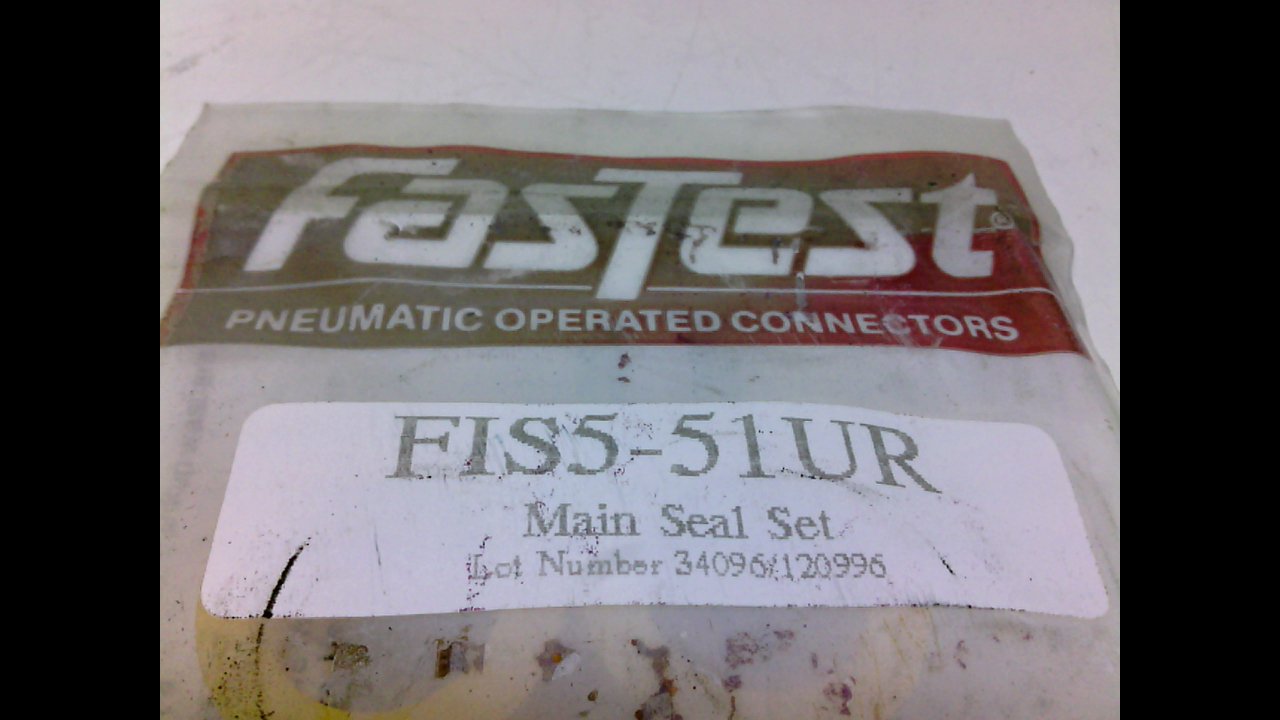 FasTest®
PNEUMATIC OPERATED CONNECTORS
FIS5-51UR
Main Seal Set
Lot Number 34096/120996